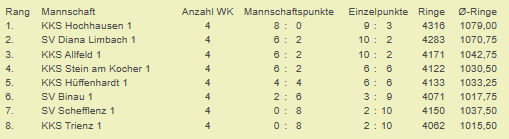 Rang Mannschaft Anzahl WK Mannschaftspunkte Einzelpunkte Ringe Ø-Ringe
1. KKS Hochhausen 1 4 8 : 0 9 : 3 4316 1079,00
2. SV Diana Limbach 1 4 6 : 2 10 : 2 4283 1070,75
3. KKS Allfeld 1 4 6 : 2 10 : 2 4171 1042,75
4. KKS Stein am Kocher 1 4 6 : 2 6 : 6 4122 1030,50
5. KKS Hüffenhardt 1 4 4 : 4 6 : 6 4133 1033,25
6. SV Binau 1 4 2 : 6 3 : 9 4071 1017,75
7. SV Schefflenz 1 4 0 : 8 2 : 10 4150 1037,50
8. KKS Trienz 1 4 0 : 8 2 : 10 4062 1015,50